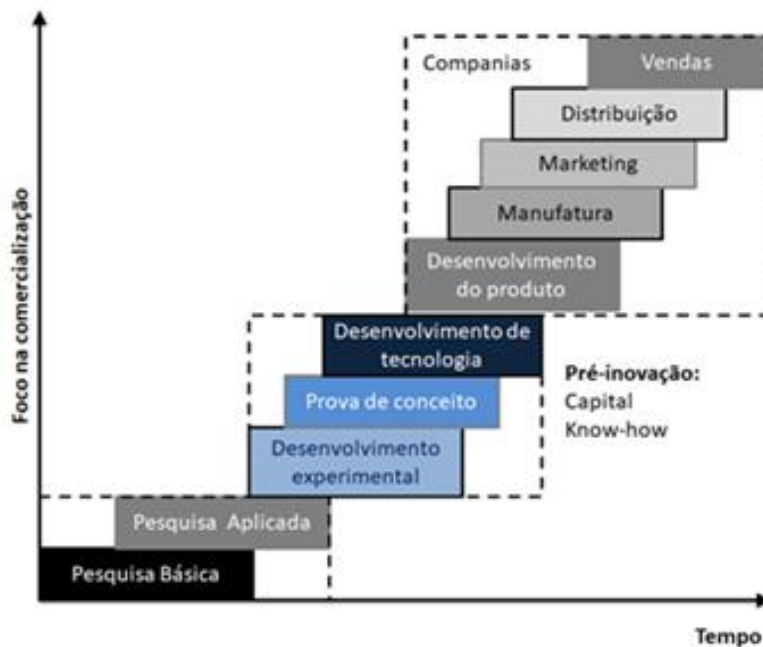 Foco na comercialização
Companias
Vendas
Distribuição
Marketing
Manufatura
Desenvolvimento
do produto
Desenvolvimento de
tecnologia
Pré-inovação:
Capital
Know-how
Prova de conceito
Desenvolvimento
experimental
Pesquisa Aplicada
Pesquisa Básica
Tempo